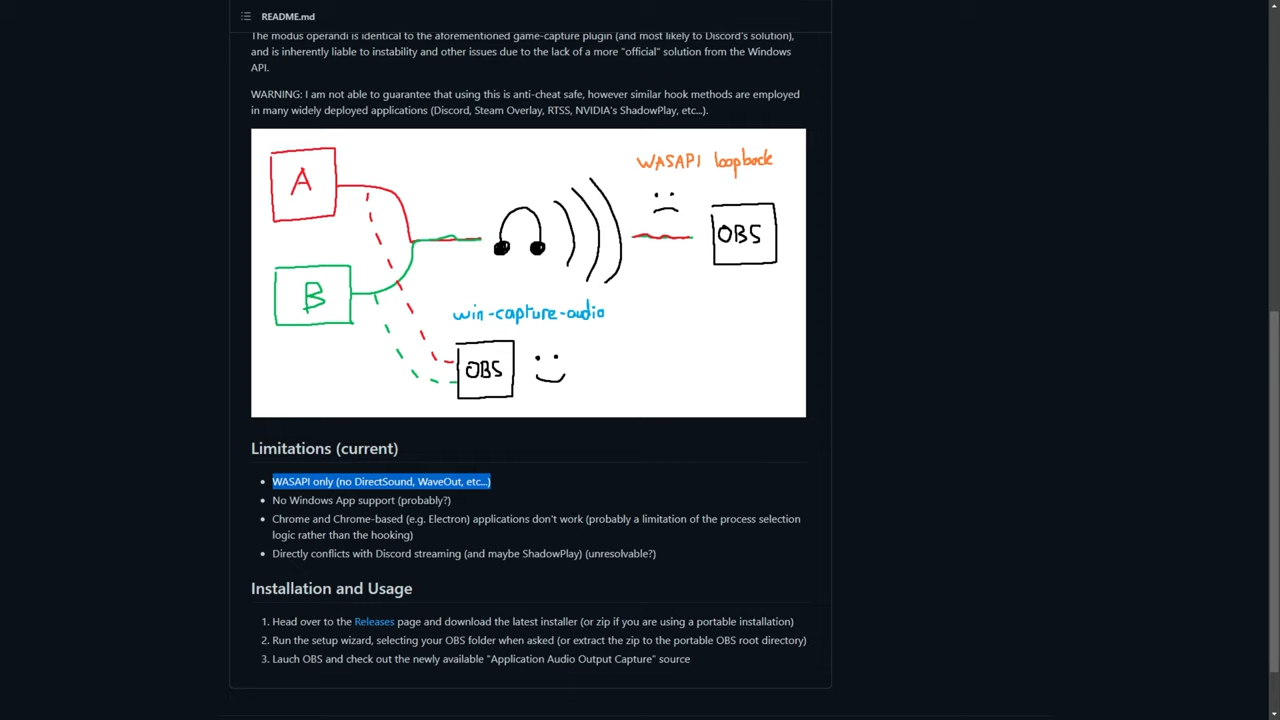 README.md
The modus operandi is identical to the aforementioned game-capture plugin (and most likely to Discord's solution),
and is inherently liable to instability and other issues due to the lack of a more "official" solution from the Windows
API.
WARNING: I am not able to guarantee that using this is anti-cheat safe, however similar hook methods are employed
in many widely deployed applications (Discord, Steam Overlay, RTSS, NVIDIA's ShadowPlay, etc...).
WASAPI loopback
A
OBS
B
win-capture-audio
OBS
Limitations (current)
WASAPI only (no DirectSound, WaveOut, etc...)
No Windows App support (probably?)
Chrome and Chrome-based (e.g. Electron) applications don't work (probably a limitation of the process selection
logic rather than the hooking)
Directly conflicts with Discord streaming (and maybe ShadowPlay) (unresolvable?)
Installation and Usage
1. Head over to the Releases page and download the latest installer (or zip if you are using a portable installation)
2. Run the setup wizard, selecting your OBS folder when asked (or extract the zip to the portable OBS root directory)
3. Lauch OBS and check out the newly available "Application Audio Output Capture" source